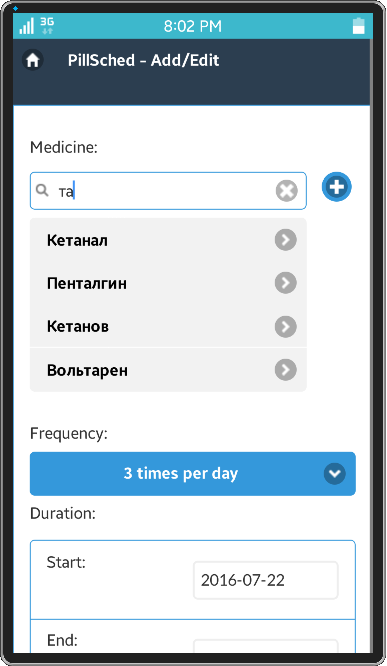 3G
8:02 PM
PillSched - Add/Edit
Medicine:
та
Кетанал
Пенталгин
Кетанов
Вольтарен
Frequency:
3 times per day
Duration:
Start:
2016-07-22
End: